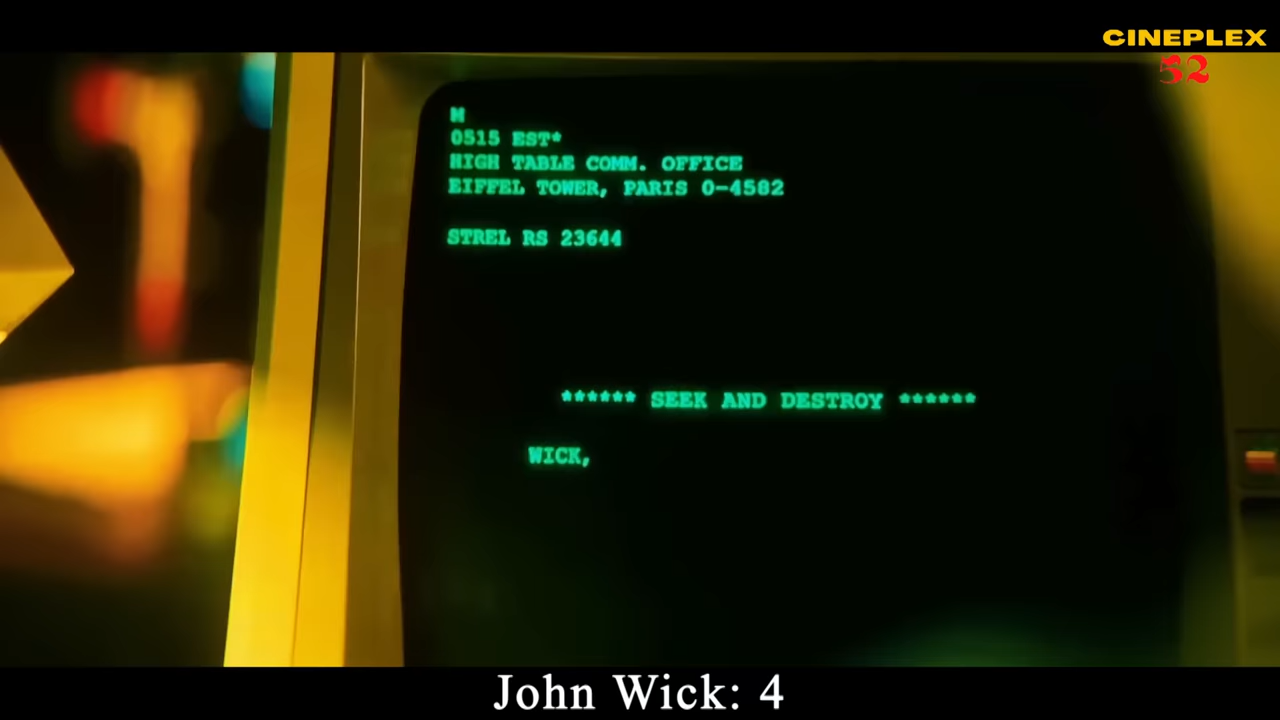 CINEPLEX
52
M
0515 EST*
HIGH TABLE COMM. OFFICE
EIFFEL TOWER, PARIS 0-4582
STREL RS 23644
****** SEEK AND DESTROY ******
WICK,
John Wick: 4